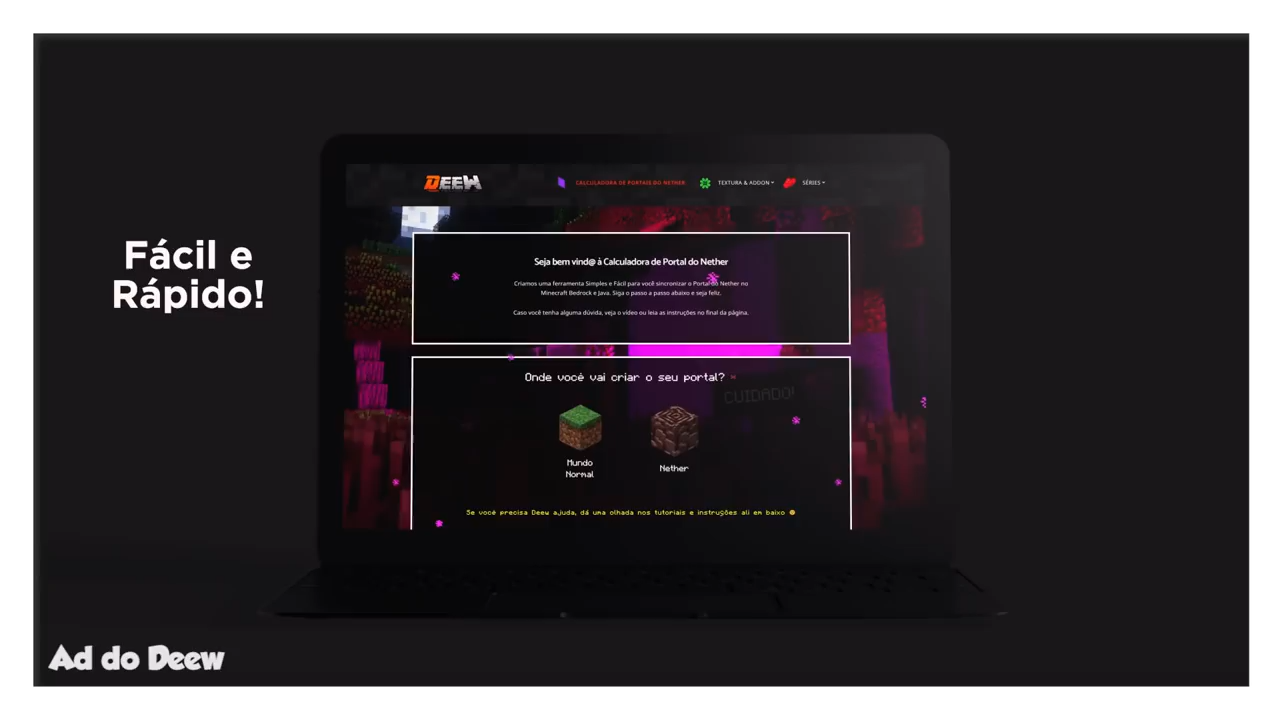 DEEW
CALCULADORA DE PORTAIS DO NETHER
TEXTURA & ADDON
SÉRIES
Fácil e
Rápido!
Seja bem vind@ à Calculadora de Portal do Nether
Criamos uma ferramenta Simples e Fácil para você sincronizar o Portal do Nether no
Minecraft Bedrock e Java. Siga o passo a passo abaixo e seja feliz.
Caso você tenha alguma dúvida, veja o vídeo ou leia as instruções no final da página.
Onde você vai criar o seu portal?
CUIDADO!
Mundo
Normal
Nether
Se você precisa Deew ajuda, dá uma olhada nos tutoriais e instruções ali em baixo
Ad do Deew